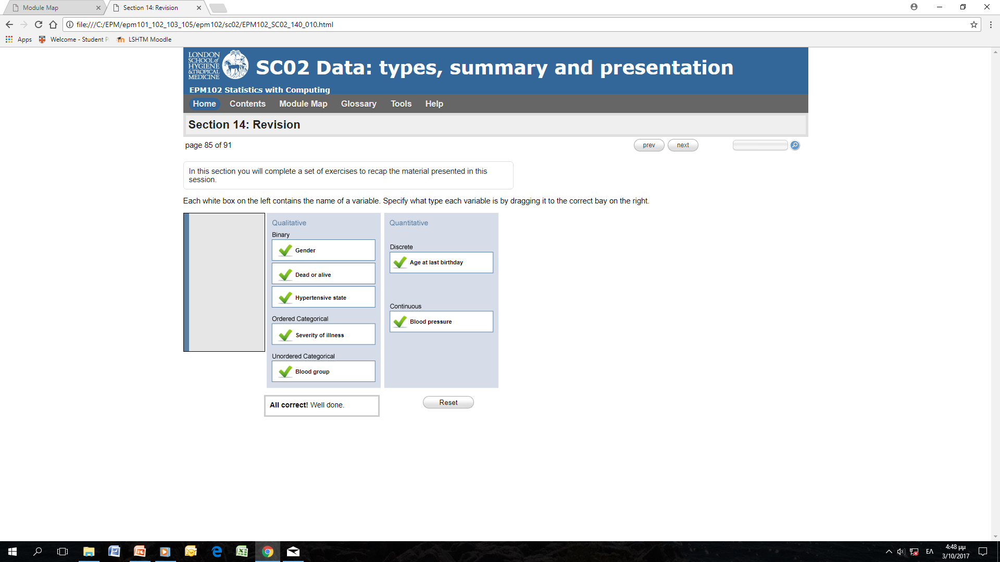 Module Map
Section 14: Revision
file:///C:/EPM/epm101_102_103_105/epm102/sc02/EPM102_SC02_140_010.html
Apps
Welcome - Student P
LSHTM Moodle
LONDON
SCHOOL of
HYGIENE
& TROPICAL
MEDICINE
SC02 Data: types, summary and presentation
EPM102 Statistics with Computing
Home Contents Module Map Glossary Tools Help
Section 14: Revision
page 85 of 91
prev
next
In this section you will complete a set of exercises to recap the material presented in this
session.
Each white box on the left contains the name of a variable. Specify what type each variable is by dragging it to the correct bay on the right.
Qualitative
Binary
Gender
Dead or alive
Hypertensive state
Ordered Categorical
Severity of illness
Unordered Categorical
Blood group
Quantitative
Discrete
Age at last birthday
Continuous
Blood pressure
All correct! Well done.
Reset
ΕΛ
4:48 μμ
3/10/2017